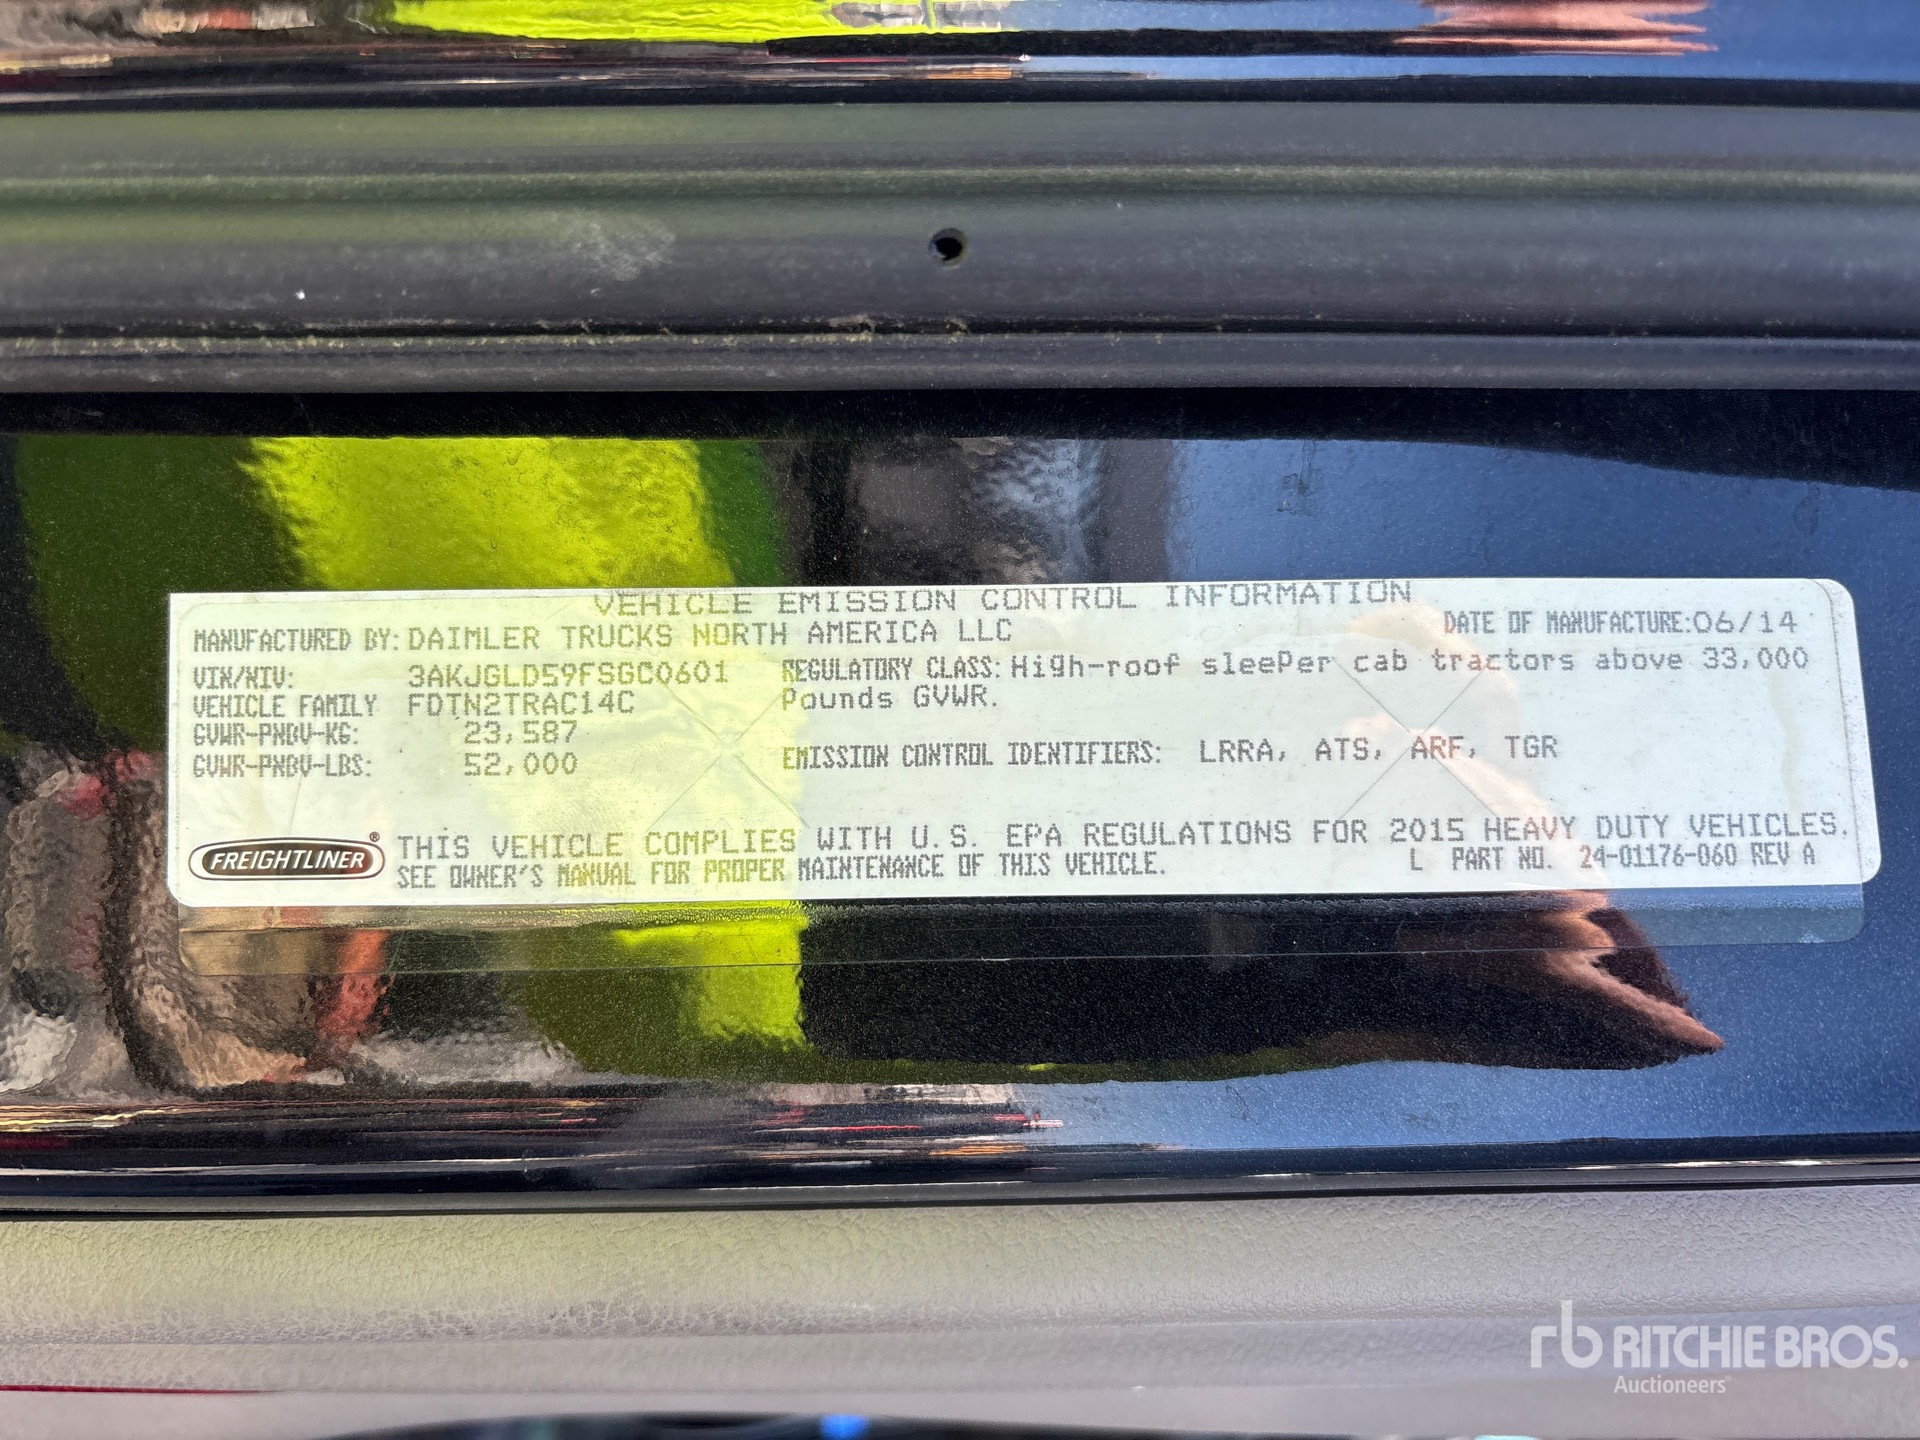 VEHICLE EMISSION CONTROL INFORMATION
MANUFACTURED BY: DAIMLER TRUCKS NORTH AMERICA LLC DATE OF MANUFACTURE: 06/14
VIN/NIV: 3AKJGLD59FSGC0601 REGULATORY CLASS: High-roof sleePer cab tractors above 33,000
VEHICLE FAMILY FDTN2TRAC14C Pounds GVWR.
GVWR-PNBV-KG: 23,587
GVWR-PNBV-LBS: 52,000 EMISSION CONTROL IDENTIFIERS: LRRA, ATS, ARF, TGR
FREIGHTLINER ® THIS VEHICLE COMPLIES WITH U.S. EPA REGULATIONS FOR 2015 HEAVY DUTY VEHICLES.
SEE OWNER'S MANUAL FOR PROPER MAINTENANCE OF THIS VEHICLE. L PART NO. 24-01176-060 REV A
rb RITCHIE BROS.
Auctioneers